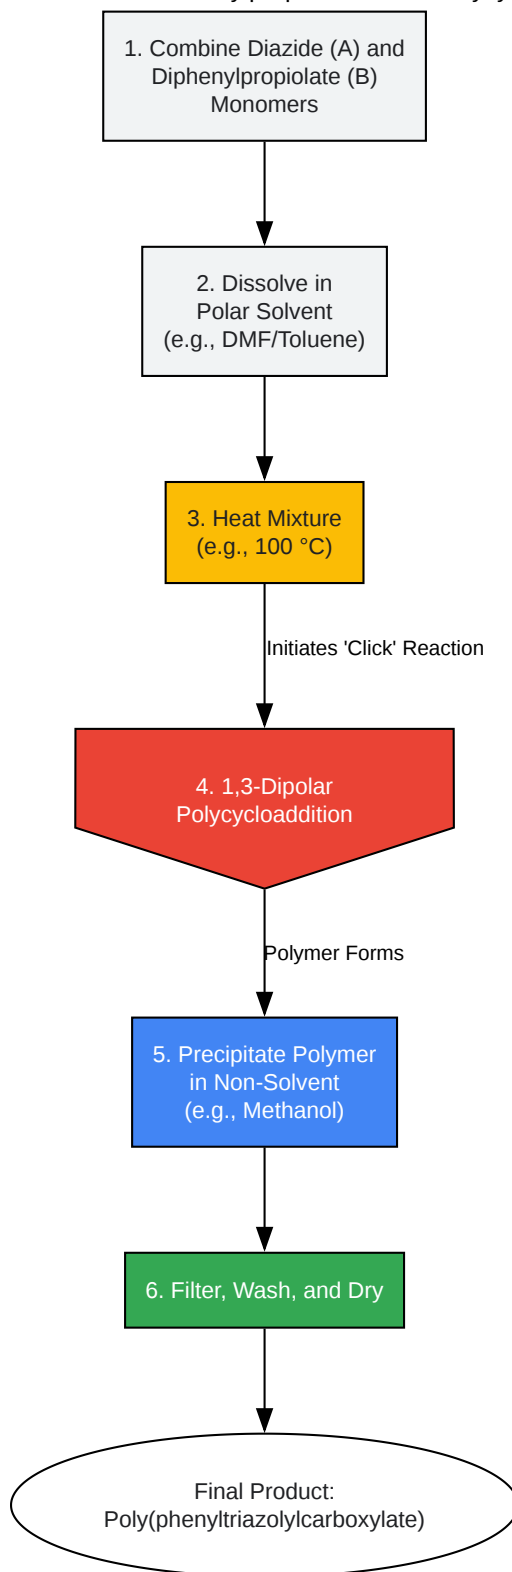 1. Combine Diazide (A) and
Diphenylpropiolate (B)
Monomers
2. Dissolve in
Polar Solvent
(e.g., DMF/Toluene)
3. Heat Mixture
(e.g., 100 °C)
Initiates 'Click' Reaction
4. 1,3-Dipolar
Polycycloaddition
Polymer Forms
5. Precipitate Polymer
in Non-Solvent
(e.g., Methanol)
6. Filter, Wash, and Dry
Final Product:
Poly(phenyltriazolylcarboxylate)